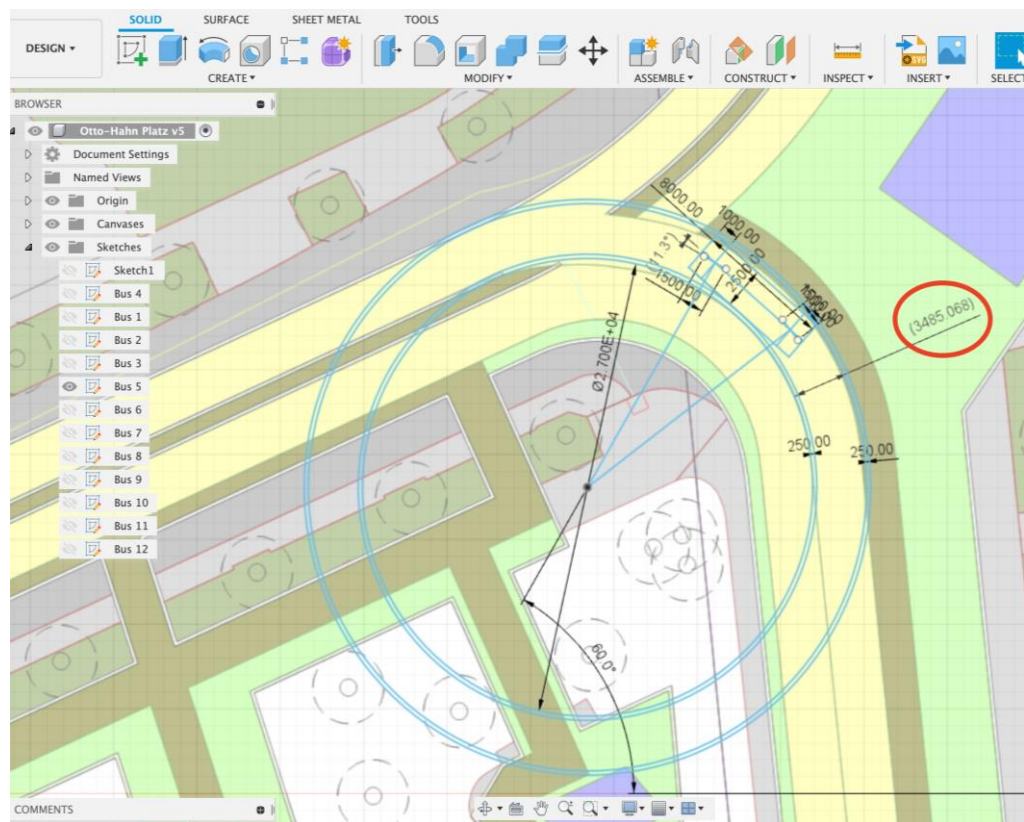 SOLID SURFACE SHEET METAL TOOLS
DESIGN
CREATE MODIFY ASSEMBLE CONSTRUCT INSPECT INSERT SELECT
BROWSER
Otto-Hahn Platz v5
Document Settings
Named Views
Origin
Canvases
Sketches
Sketch1
Bus 4
Bus 1
Bus 2
Bus 3
Bus 5
Bus 6
Bus 7
Bus 8
Bus 9
Bus 10
Bus 11
Bus 12
8000.00
1000.00
(11.3°)
1500.00
2500.00
(3485.068)
Ø2.700E+04
250.00
250.00
60.0°
COMMENTS